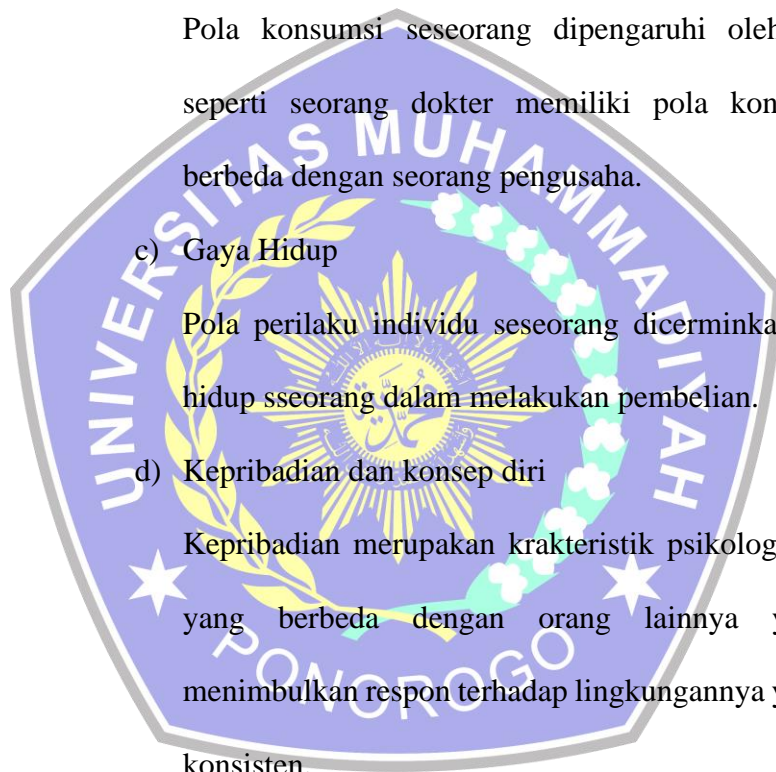 Pola konsumsi seseorang dipengaruhi oleh
seperti seorang dokter memiliki pola kon
berbeda dengan seorang pengusaha.
c) Gaya Hidup
Pola perilaku individu seseorang dicerminka
hidup sseorang dalam melakukan pembelian.
d) Kepribadian dan konsep diri
Kepribadian merupakan krakteristik psikolog
yang berbeda dengan orang lainnya y
menimbulkan respon terhadap lingkungannya y
konsisten
UNIVERSITAS MUHAMMADIYAH
PONOROGO
محمد